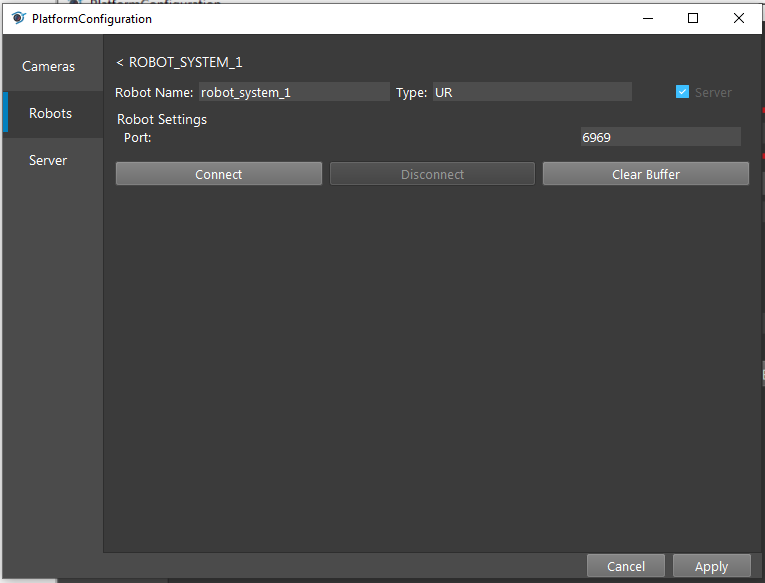 PlatformConfiguration
Cameras
Robots
Server
< ROBOT_SYSTEM_1
Robot Name: robot_system_1 Type: UR Server
Robot Settings
Port: 6969
Connect Disconnect Clear Buffer
Cancel Apply